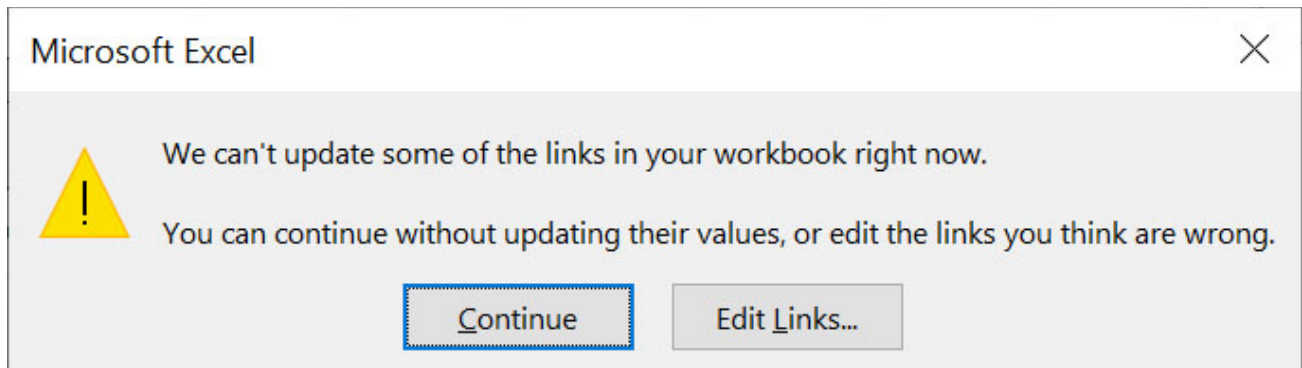 Microsoft Excel
We can't update some of the links in your workbook right now.
You can continue without updating their values, or edit the links you think are wrong.
Continue
Edit Links...